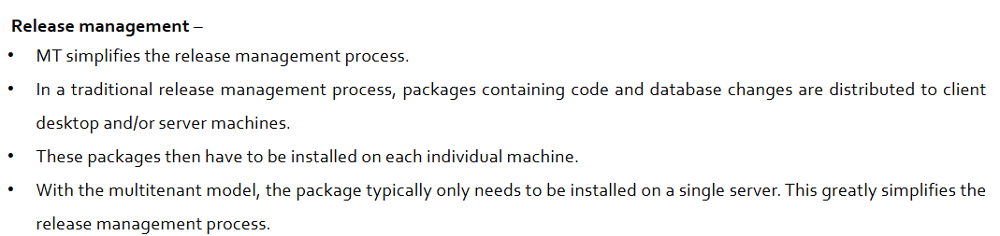 Release management –
• MT simplifies the release management process.
• In a traditional release management process, packages containing code and database changes are distributed to client
desktop and/or server machines.
• These packages then have to be installed on each individual machine.
• With the multitenant model, the package typically only needs to be installed on a single server. This greatly simplifies the
release management process.